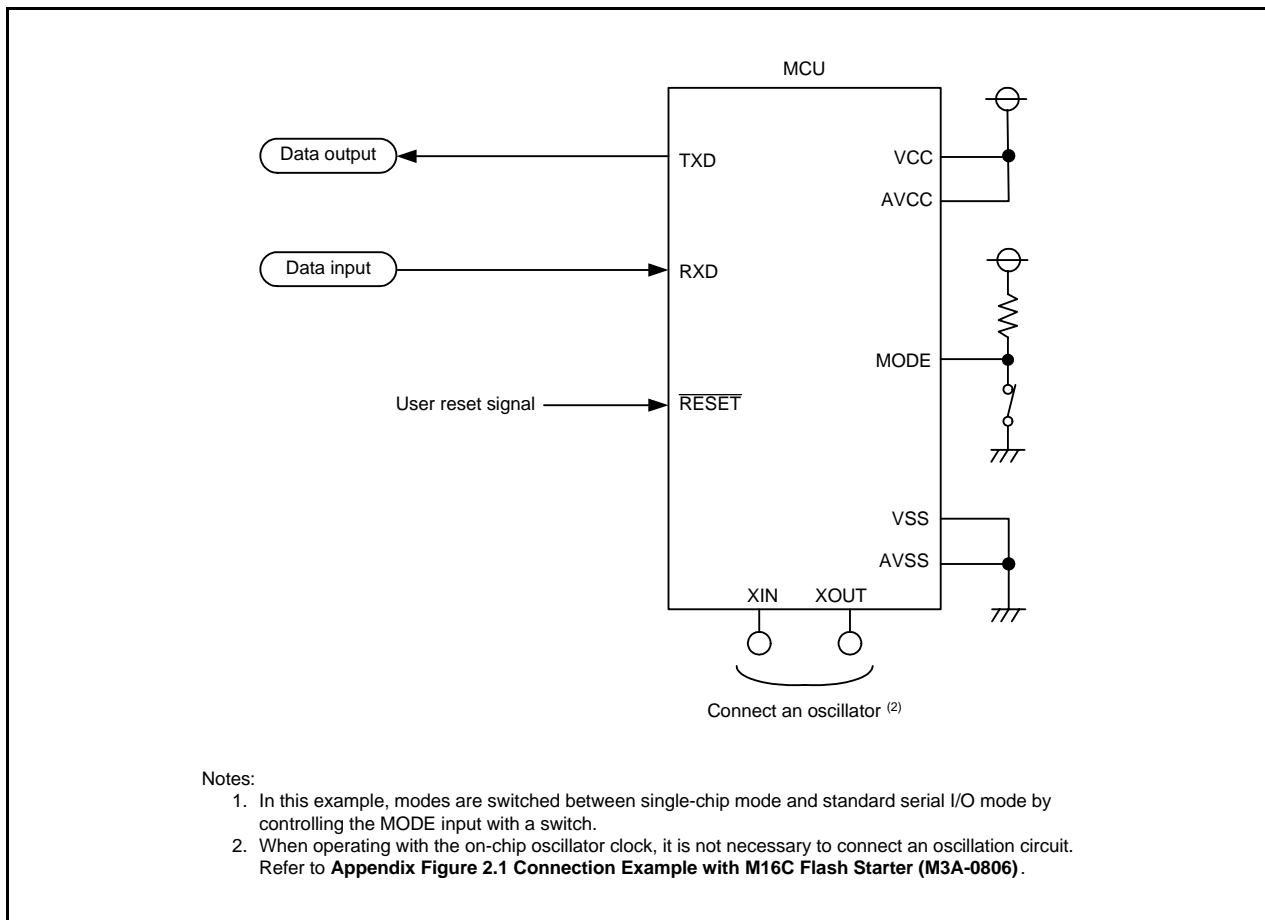 MCU
Data output
TXD
VCC
AVCC
Data input
RXD
MODE
User reset signal
RESET
VSS
AVSS
XIN XOUT
Connect an oscillator (2)
Notes:
1. In this example, modes are switched between single-chip mode and standard serial I/O mode by
controlling the MODE input with a switch.
2. When operating with the on-chip oscillator clock, it is not necessary to connect an oscillation circuit.
Refer to Appendix Figure 2.1 Connection Example with M16C Flash Starter (M3A-0806).